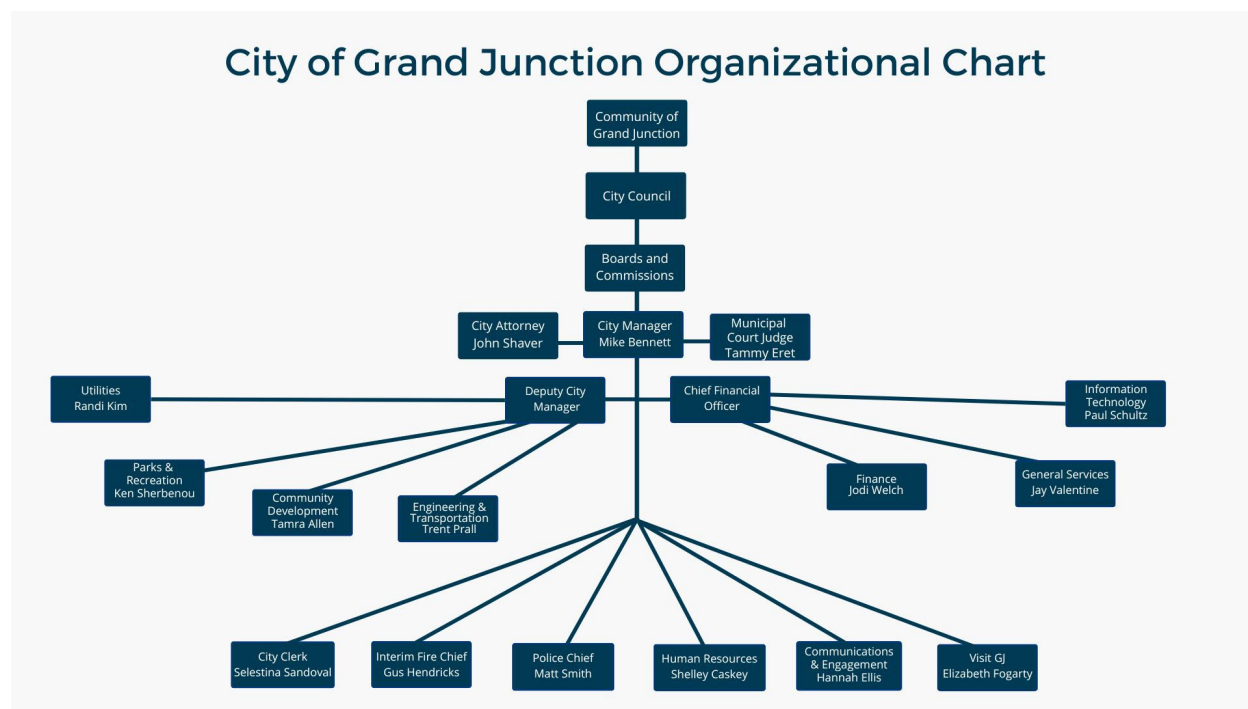 City of Grand Junction Organizational Chart
Community of
Grand Junction
City Council
Boards and
Commissions
City Attorney
John Shaver
City Manager
Mike Bennett
Municipal
Court Judge
Tammy Eret
Utilities
Randi Kim
Deputy City
Manager
Chief Financial
Officer
Information
Technology
Paul Schultz
Parks &
Recreation
Ken Sherbenou
Community
Development
Tamra Allen
Engineering &
Transportation
Trent Prall
Finance
Jodi Welch
General Services
Jay Valentine
City Clerk
Selestina Sandoval
Interim Fire Chief
Gus Hendricks
Police Chief
Matt Smith
Human Resources
Shelley Caskey
Communications
& Engagement
Hannah Ellis
Visit GJ
Elizabeth Fogarty